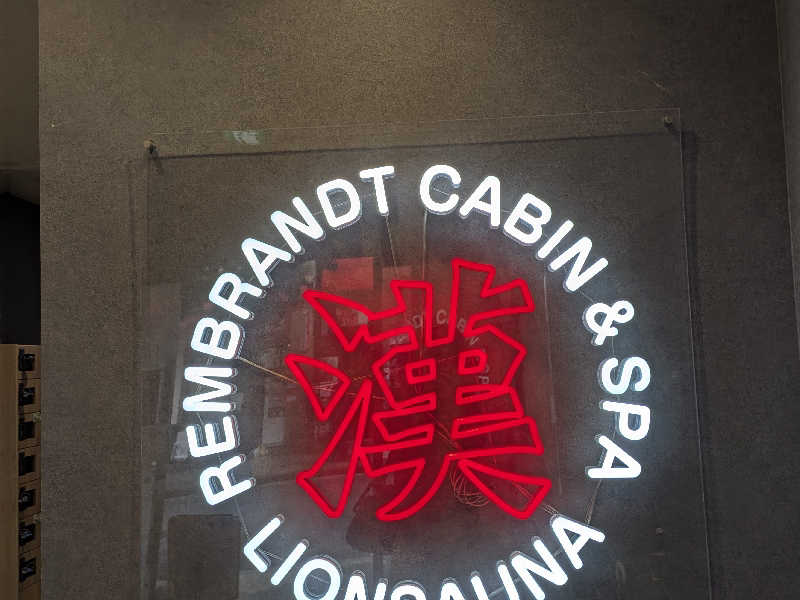 REMBRANDT CABIN & SPA
漢
LIONSAUNA